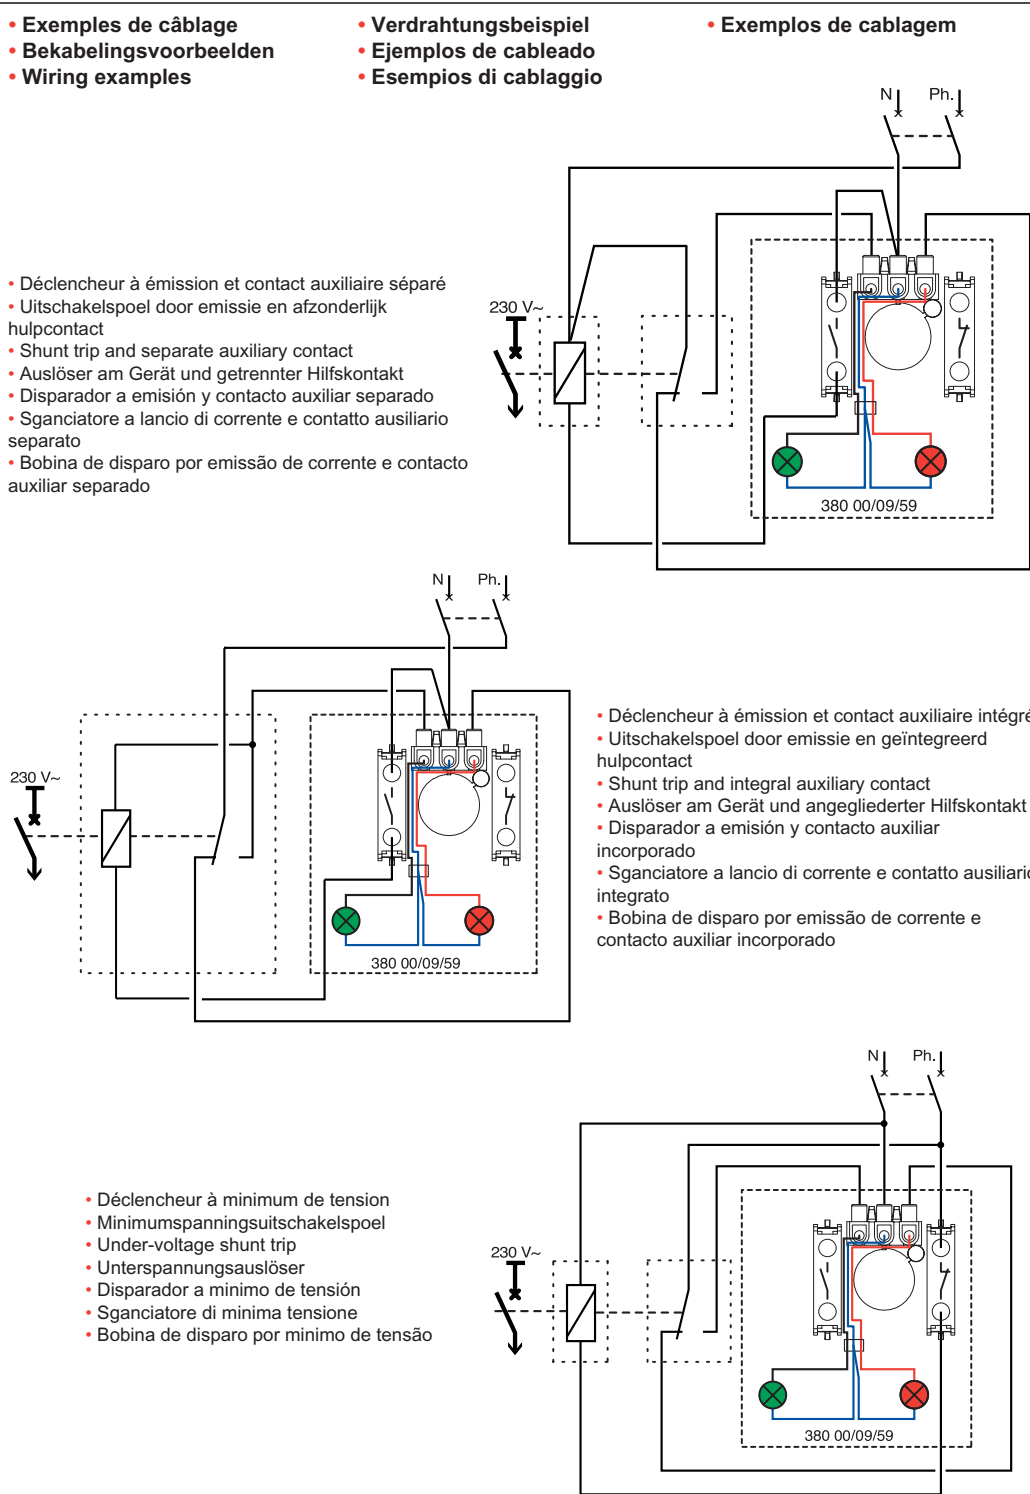 • Exemples de câblage
• Bekabelingsvoorbeelden
• Wiring examples
• Verdrahtungsbeispiel
• Ejemplos de cableado
• Esempios di cablaggio
• Exemplos de cablagem
N Ph.
• Déclencheur à émission et contact auxiliaire séparé
• Uitschakelspoel door emissie en afzonderlijk
hulpcontact
• Shunt trip and separate auxiliary contact
• Auslöser am Gerät und getrennter Hilfskontakt
• Disparador a emisión y contacto auxiliar separado
• Sganciatore a lancio di corrente e contatto ausiliario
separato
• Bobina de disparo por emissão de corrente e contacto
auxiliar separado
230 V~
380 00/09/59
N Ph.
230 V~
380 00/09/59
• Déclencheur à émission et contact auxiliaire intégré
• Uitschakelspoel door emissie en geïntegreerd
hulpcontact
• Shunt trip and integral auxiliary contact
• Auslöser am Gerät und angegliederter Hilfskontakt
• Disparador a emisión y contacto auxiliar
incorporado
• Sganciatore a lancio di corrente e contatto ausiliario
integrato
• Bobina de disparo por emissão de corrente e
contacto auxiliar incorporado
N Ph.
• Déclencheur à minimum de tension
• Minimumspanningsuitschakelspoel
• Under-voltage shunt trip
• Unterspannungsauslöser
• Disparador a minimo de tensión
• Sganciatore di minima tensione
• Bobina de disparo por minimo de tensão
230 V~
380 00/09/59